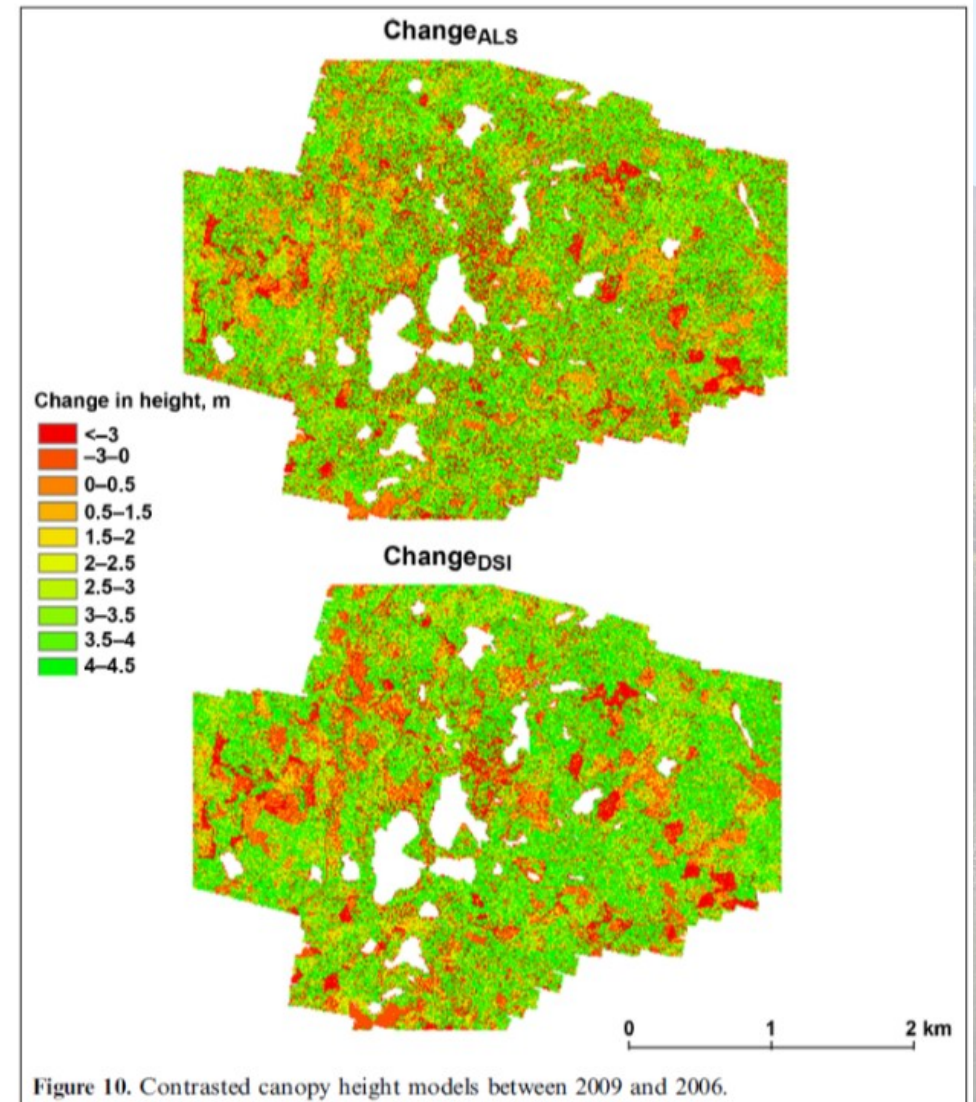 Change_ALS
Change in height, m
<–3
–3–0
0–0.5
0.5–1.5
1.5–2
2–2.5
2.5–3
3–3.5
3.5–4
4–4.5
Change_DSI
0 1 2 km
Figure 10. Contrasted canopy height models between 2009 and 2006.